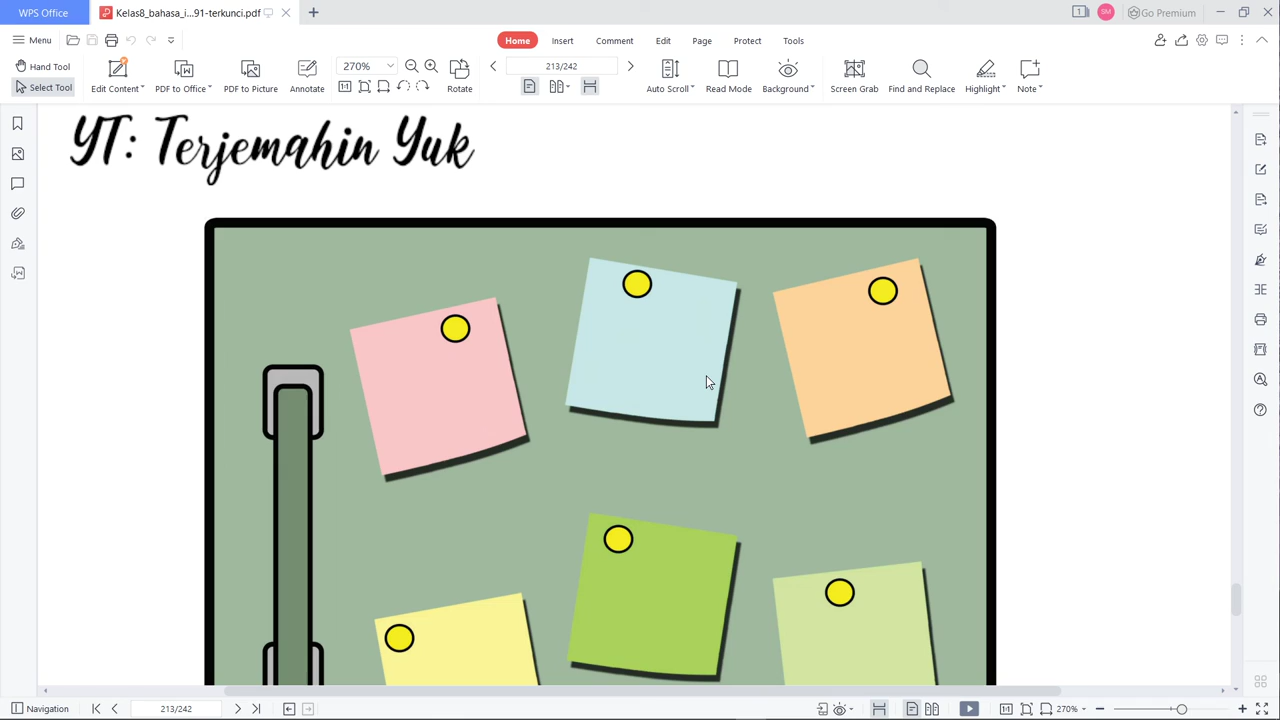 WPS Office
Kelas8_bahasa_i...91-terkunci.pdf
SM
Go Premium
Menu
Home
Insert
Comment
Edit
Page
Protect
Tools
Hand Tool
Select Tool
Edit Content
PDF to Office
PDF to Picture
Annotate
270%
Rotate
213/242
Auto Scroll
Read Mode
Background
Screen Grab
Find and Replace
Highlight
Note
YT: Terjemahin Yuk
Navigation
213/242
270%